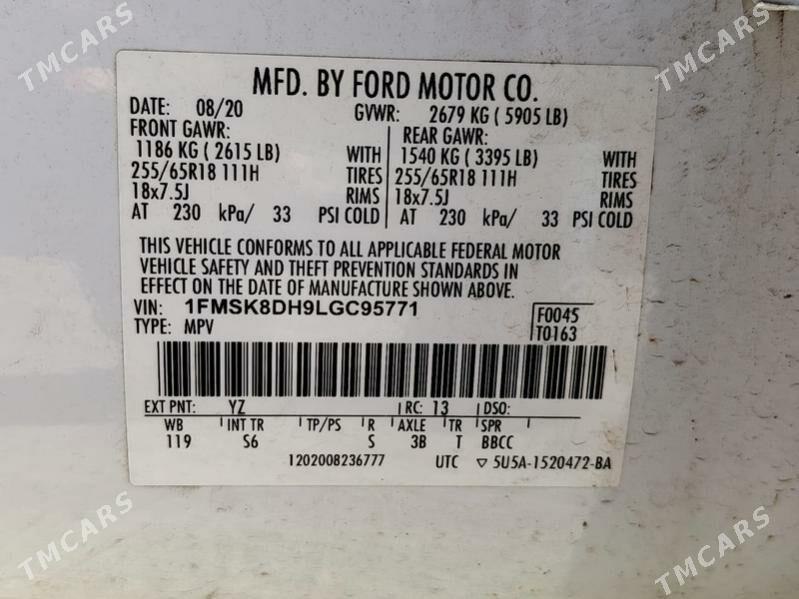 TMCARS
TMCARS
MFD. BY FORD MOTOR CO.
DATE: 08/20 GVWR: 2679 KG ( 5905 LB)
FRONT GAWR: REAR GAWR:
1186 KG ( 2615 LB) WITH 1540 KG ( 3395 LB) WITH
255/65R18 111H TIRES 255/65R18 111H TIRES
18x7.5J RIMS 18x7.5J RIMS
AT 230 kPa/ 33 PSI COLD AT 230 kPa/ 33 PSI COLD
THIS VEHICLE CONFORMS TO ALL APPLICABLE FEDERAL MOTOR
VEHICLE SAFETY AND THEFT PREVENTION STANDARDS IN
EFFECT ON THE DATE OF MANUFACTURE SHOWN ABOVE.
VIN: 1FMSK8DH9LGC95771 F0045
TYPE: MPV T0163
TMCARS
EXT PNT: YZ RC: 13 DSO:
WB INT TR TP/PS R AXLE TR SPR
119 S6 S 3B T BBCC
1202008236777 UTC ▽ 5U5A-1520472-BA
TMCARS
TMCARS